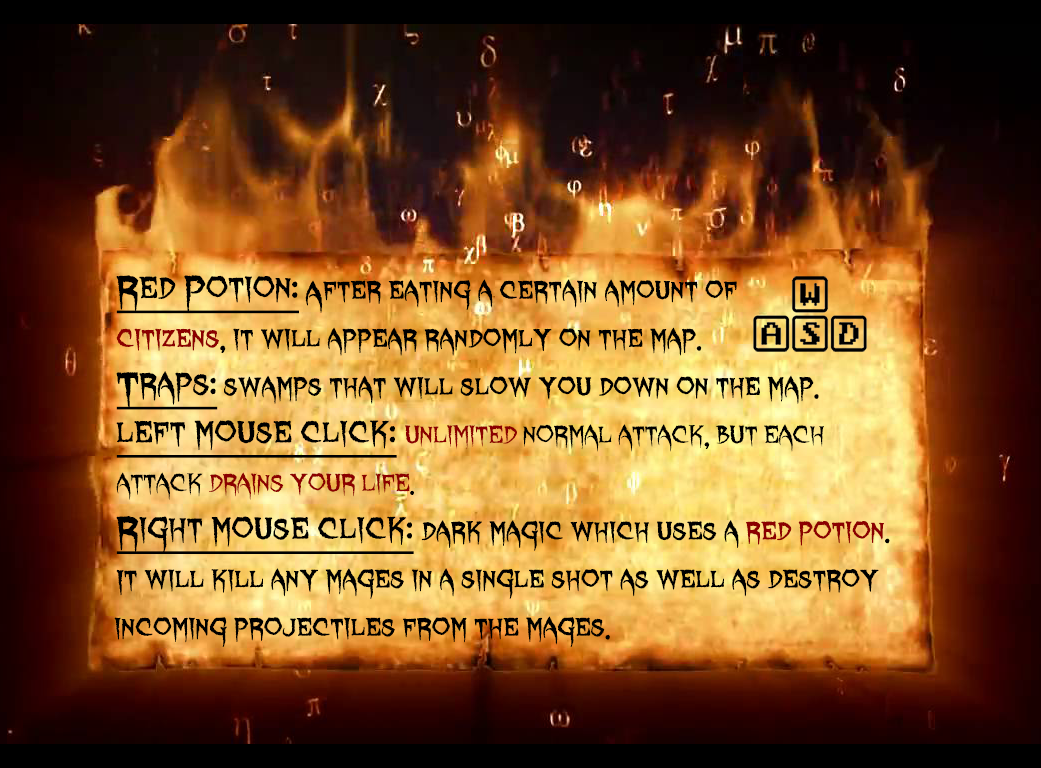 RED POTION: AFTER EATING A CERTAIN AMOUNT OF
CITIZENS, IT WILL APPEAR RANDOMLY ON THE MAP.
W
A S D
TRAPS: SWAMPS THAT WILL SLOW YOU DOWN ON THE MAP.
LEFT MOUSE CLICK: UNLIMITED NORMAL ATTACK, BUT EACH
ATTACK DRAINS YOUR LIFE.
RIGHT MOUSE CLICK: DARK MAGIC WHICH USES A RED POTION.
IT WILL KILL ANY MAGES IN A SINGLE SHOT AS WELL AS DESTROY
INCOMING PROJECTILES FROM THE MAGES.